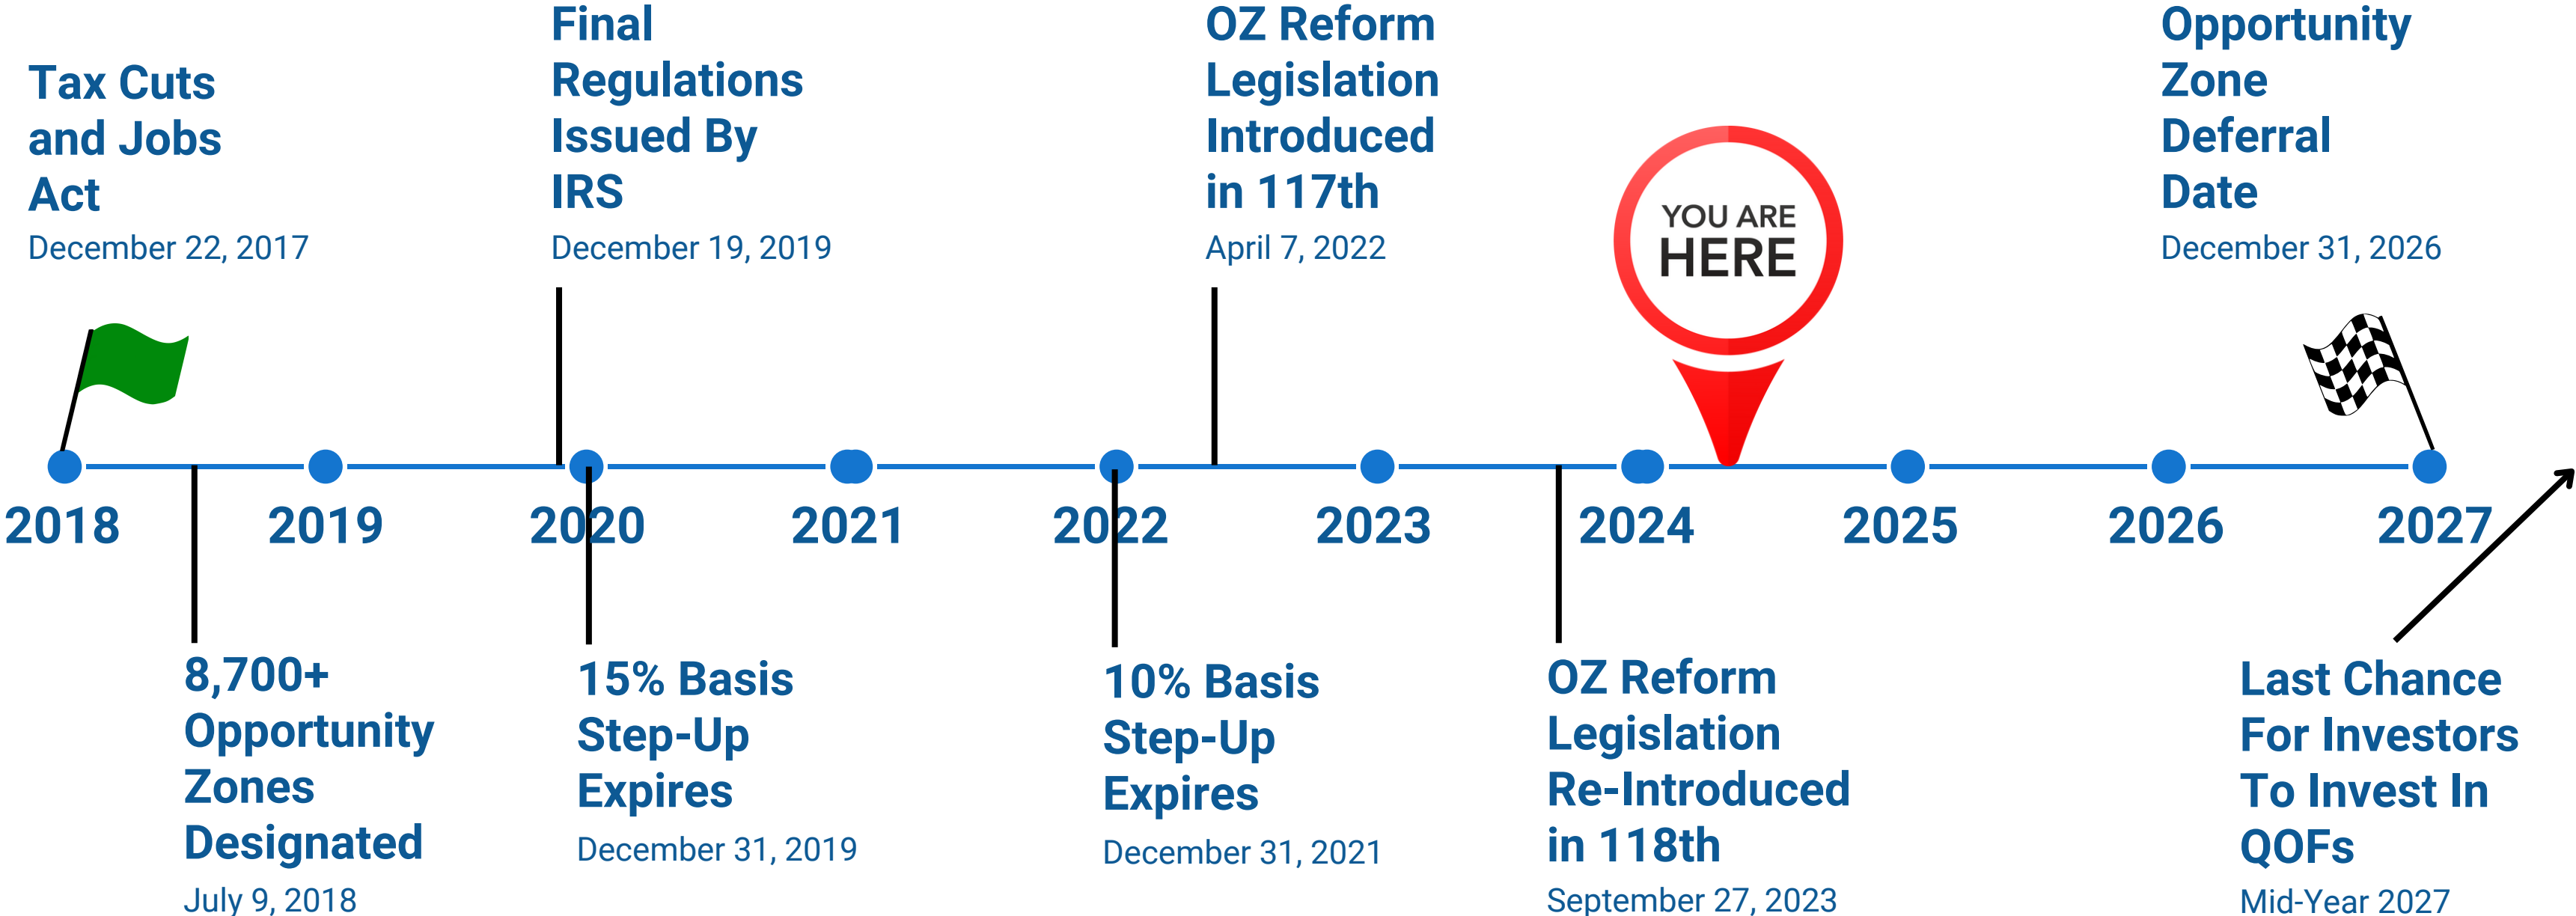 Tax Cuts
and Jobs
Act
December 22, 2017
Final
Regulations
Issued By
IRS
December 19, 2019
OZ Reform
Legislation
Introduced
in 117th
April 7, 2022
YOU ARE
HERE
Opportunity
Zone
Deferral
Date
December 31, 2026
2018
2019
2020
2021
2022
2023
2024
2025
2026
2027
8,700+
Opportunity
Zones
Designated
July 9, 2018
15% Basis
Step-Up
Expires
December 31, 2019
10% Basis
Step-Up
Expires
December 31, 2021
OZ Reform
Legislation
Re-Introduced
in 118th
September 27, 2023
Last Chance
For Investors
To Invest In
QOFs
Mid-Year 2027